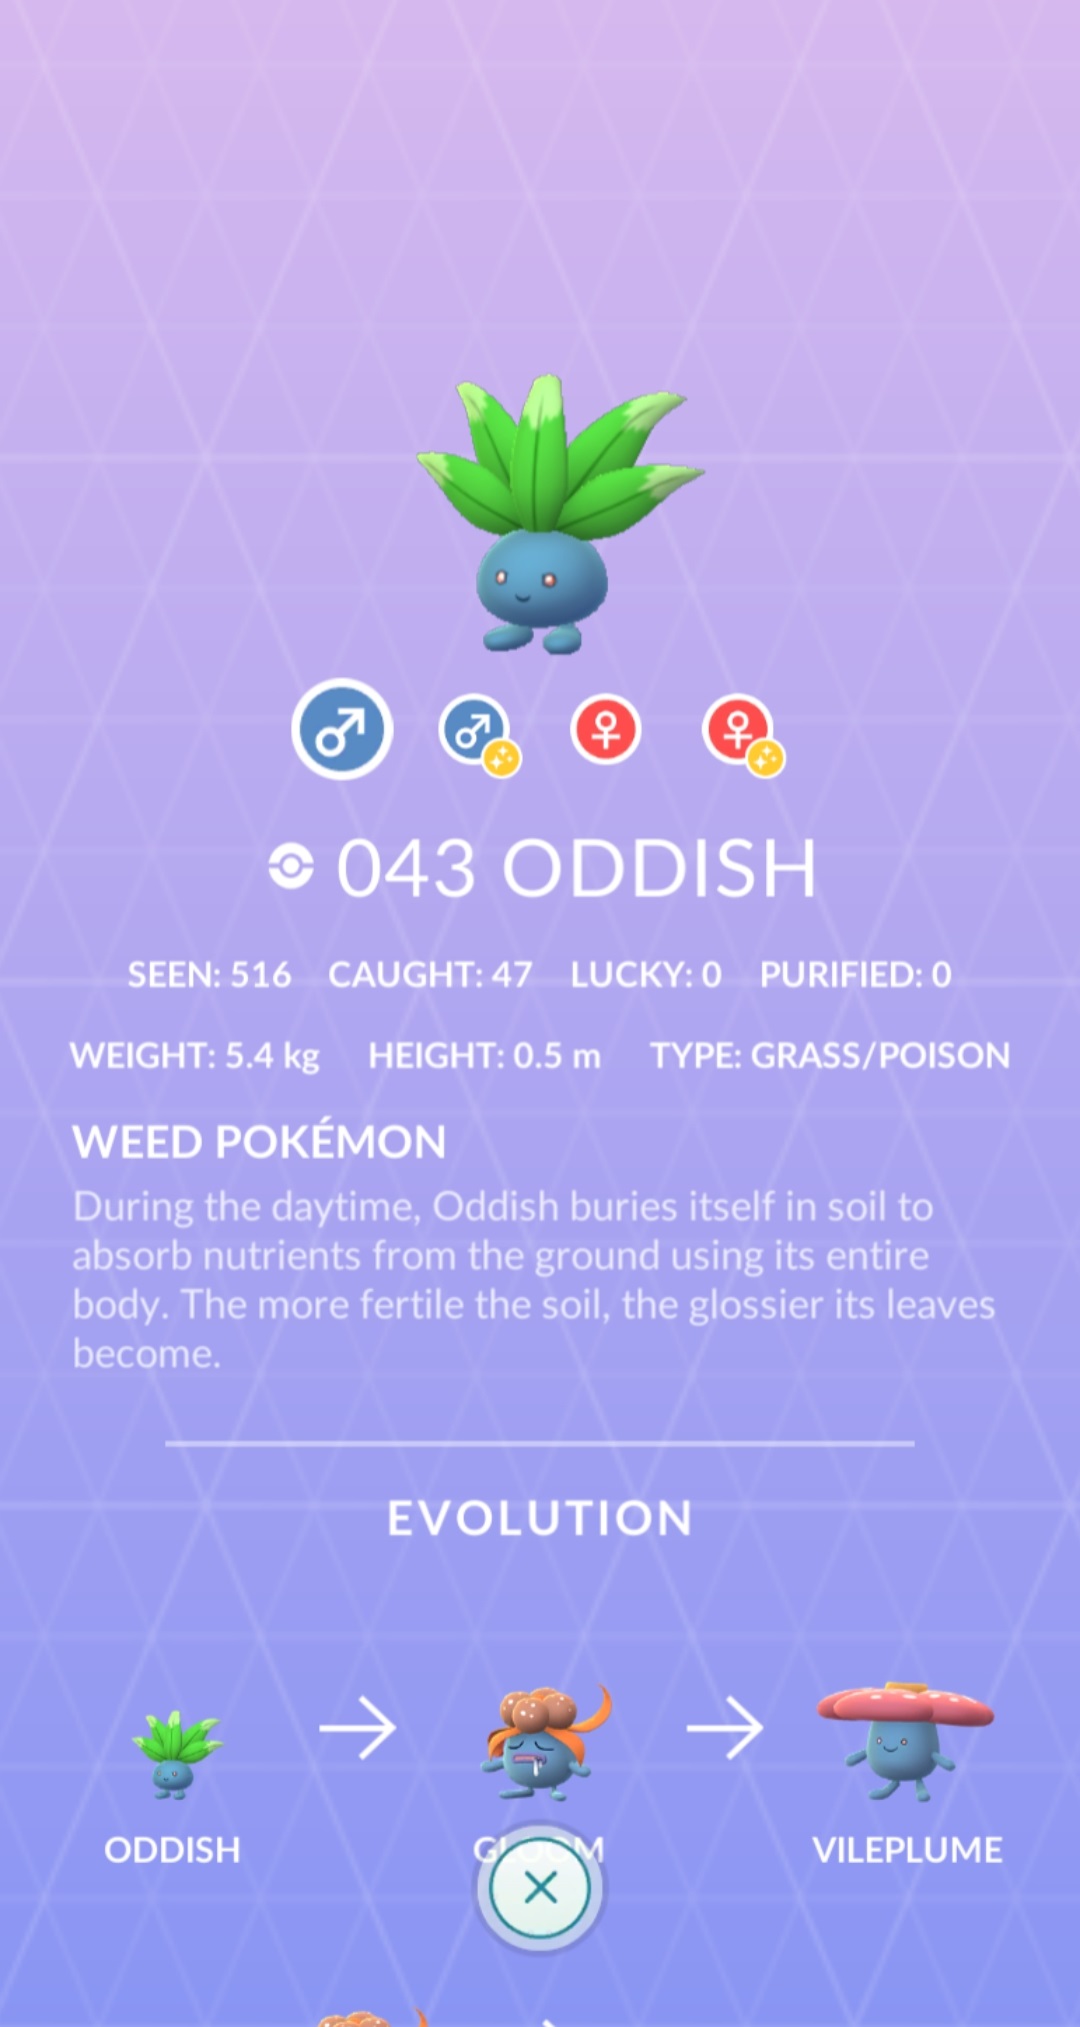 043 ODDISH
SEEN: 516 CAUGHT: 47 LUCKY: 0 PURIFIED: 0
WEIGHT: 5.4 kg HEIGHT: 0.5 m TYPE: GRASS/POISON
WEED POKÉMON
During the daytime, Oddish buries itself in soil to
absorb nutrients from the ground using its entire
body. The more fertile the soil, the glossier its leaves
become.
EVOLUTION
ODDISH GLOOM VILEPLUME